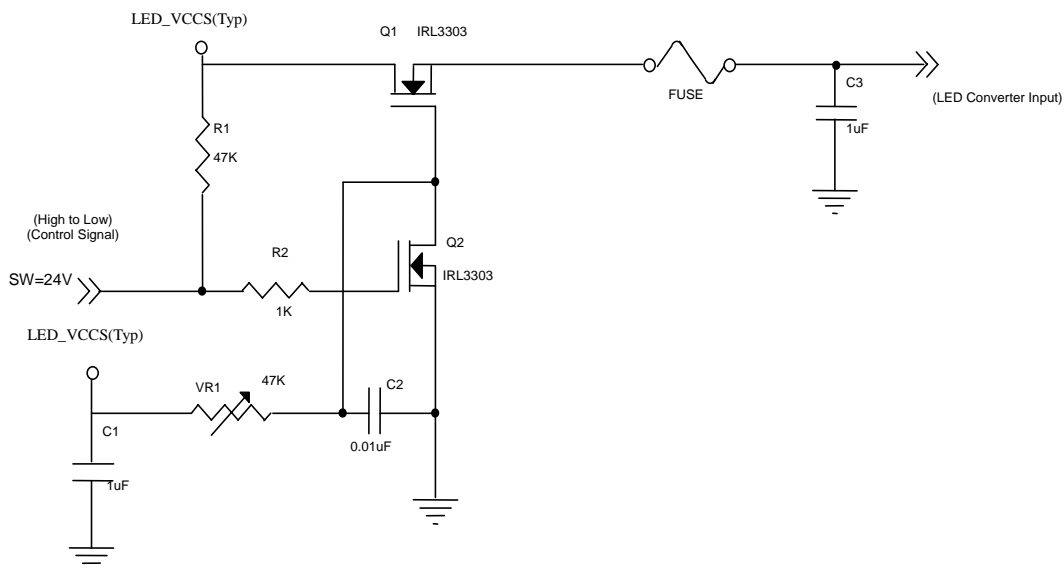 LED_VCCS(Typ)
Q1 IRL3303
FUSE
C3
1uF
(LED Converter Input)
R1
47K
(High to Low)
(Control Signal)
SW=24V
R2
1K
Q2
IRL3303
LED_VCCS(Typ)
VR1
47K
C2
0.01uF
C1
1uF